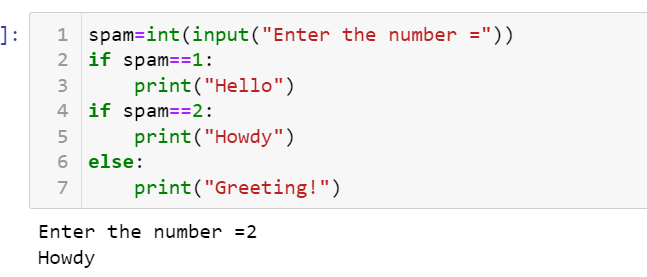 ]:
1 spam=int(input("Enter the number ="))
2 if spam==1:
3     print("Hello")
4 if spam==2:
5     print("Howdy")
6 else:
7     print("Greeting!")
Enter the number =2
Howdy